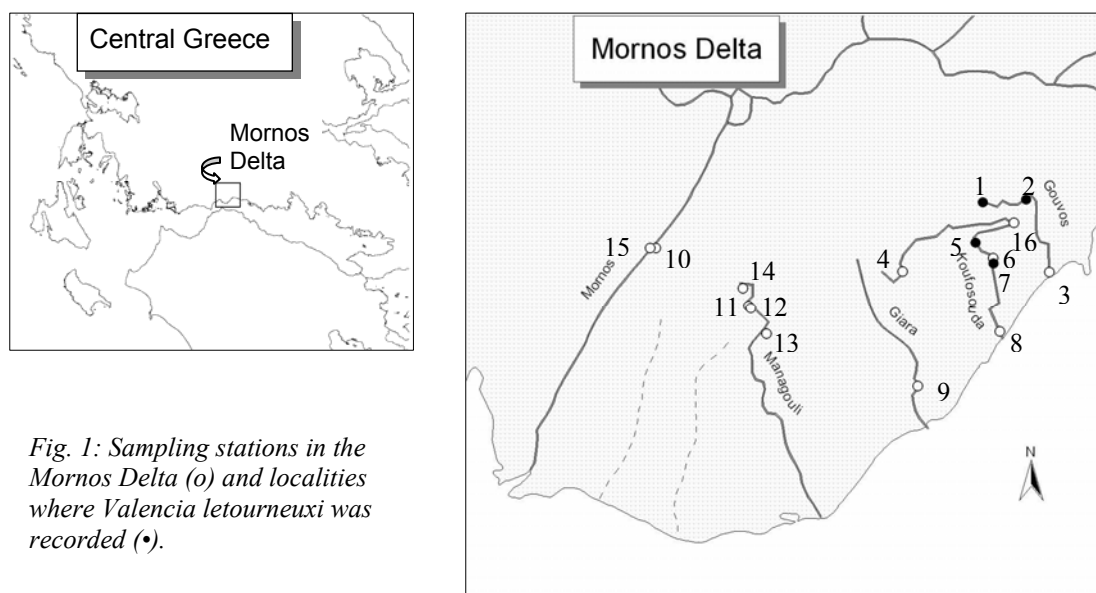 Central Greece
Mornos
Delta
Fig. 1: Sampling stations in the
Mornos Delta (o) and localities
where Valencia letourneuxi was
recorded (•).
Mornos Delta
1
2
Gouvos
16
5
6
4
7
3
Koufosouda
15
10
Mornos
14
11
12
13
Giara
8
Managouli
9
N